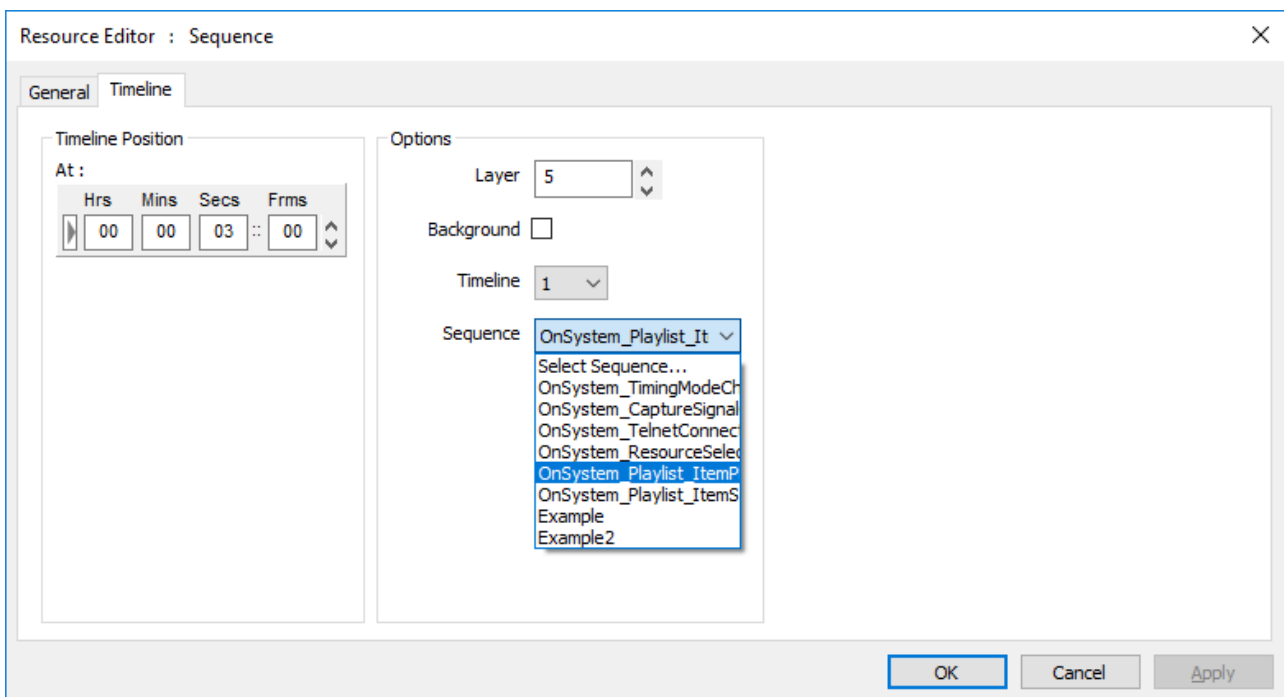 Resource Editor : Sequence
General
Timeline
Timeline Position
At :
Hrs Mins Secs Frms
00 00 03 :: 00
Options
Layer 5
Background
Timeline 1
Sequence OnSystem_Playlist_It
Select Sequence...
OnSystem_TimingModeCh
OnSystem_CaptureSignal
OnSystem_TelnetConnect
OnSystem_ResourceSelec
OnSystem_Playlist_ItemP
OnSystem_Playlist_ItemS
Example
Example2
OK Cancel Apply